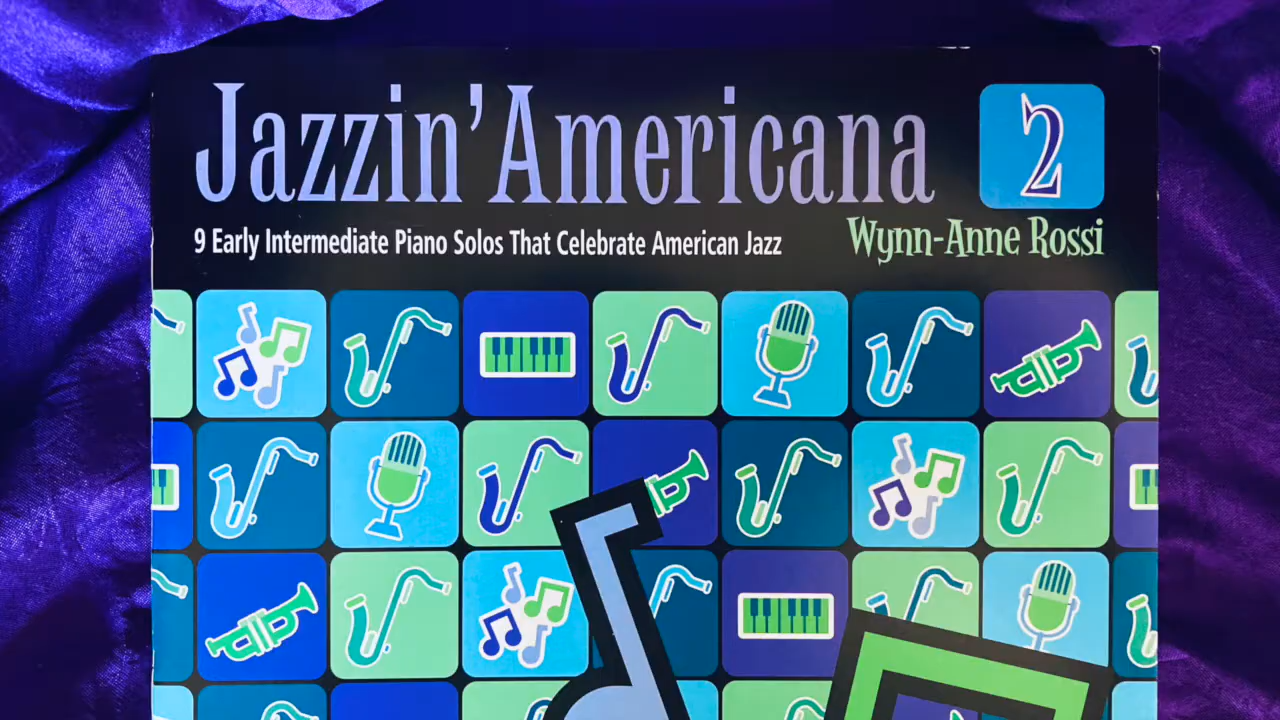 Jazzin' Americana
2
9 Early Intermediate Piano Solos That Celebrate American Jazz
Wynn-Anne Rossi